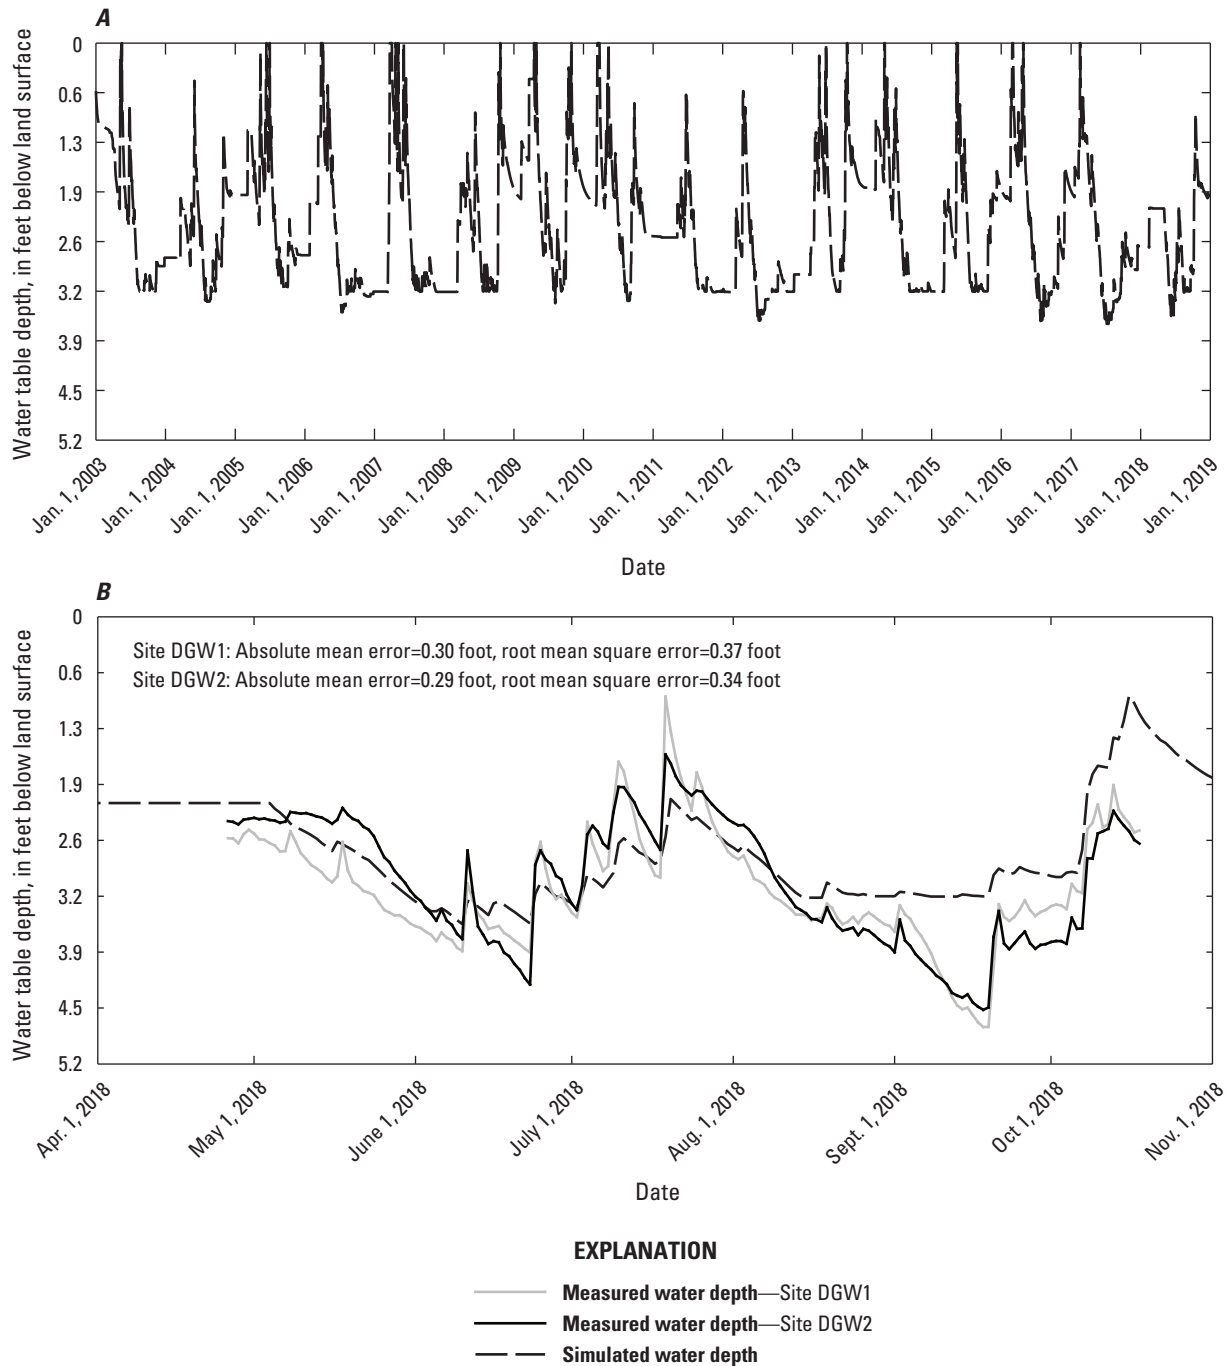 A
Water table depth, in feet below land surface
0
0.6
1.3
1.9
2.6
3.2
3.9
4.5
5.2
Jan. 1, 2003
Jan. 1, 2004
Jan. 1, 2005
Jan. 1, 2006
Jan. 1, 2007
Jan. 1, 2008
Jan. 1, 2009
Jan. 1, 2010
Jan. 1, 2011
Jan. 1, 2012
Jan. 1, 2013
Jan. 1, 2014
Jan. 1, 2015
Jan. 1, 2016
Jan. 1, 2017
Jan. 1, 2018
Jan. 1, 2019
Date
B
Water table depth, in feet below land surface
0
0.6
1.3
1.9
2.6
3.2
3.9
4.5
5.2
Site DGW1: Absolute mean error=0.30 foot, root mean square error=0.37 foot
Site DGW2: Absolute mean error=0.29 foot, root mean square error=0.34 foot
Apr. 1, 2018
May 1, 2018
June 1, 2018
July 1, 2018
Aug. 1, 2018
Sept. 1, 2018
Oct 1, 2018
Nov. 1, 2018
Date
EXPLANATION
Measured water depth—Site DGW1
Measured water depth—Site DGW2
Simulated water depth